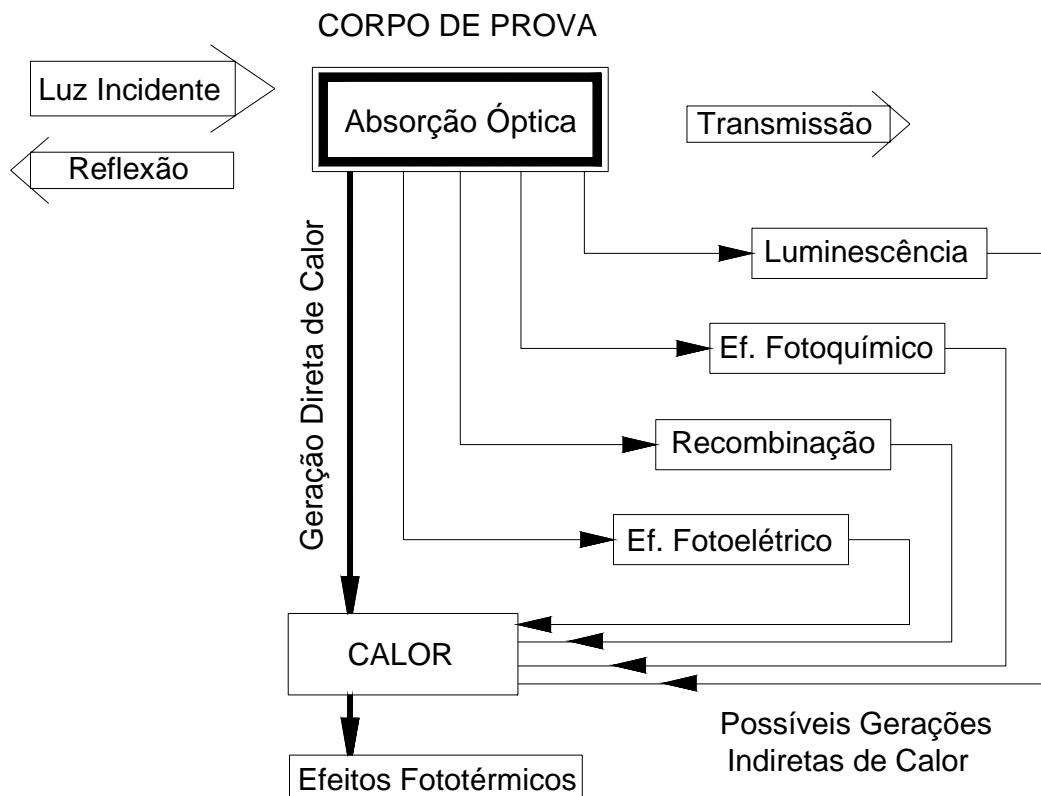 CORPO DE PROVA
Luz Incidente
Absorção Óptica
Transmissão
Reflexão
Geração Direta de Calor
Luminescência
Ef. Fotoquímico
Recombinação
Ef. Fotoelétrico
CALOR
Possíveis Gerações
Indiretas de Calor
Efeitos Fototérmicos